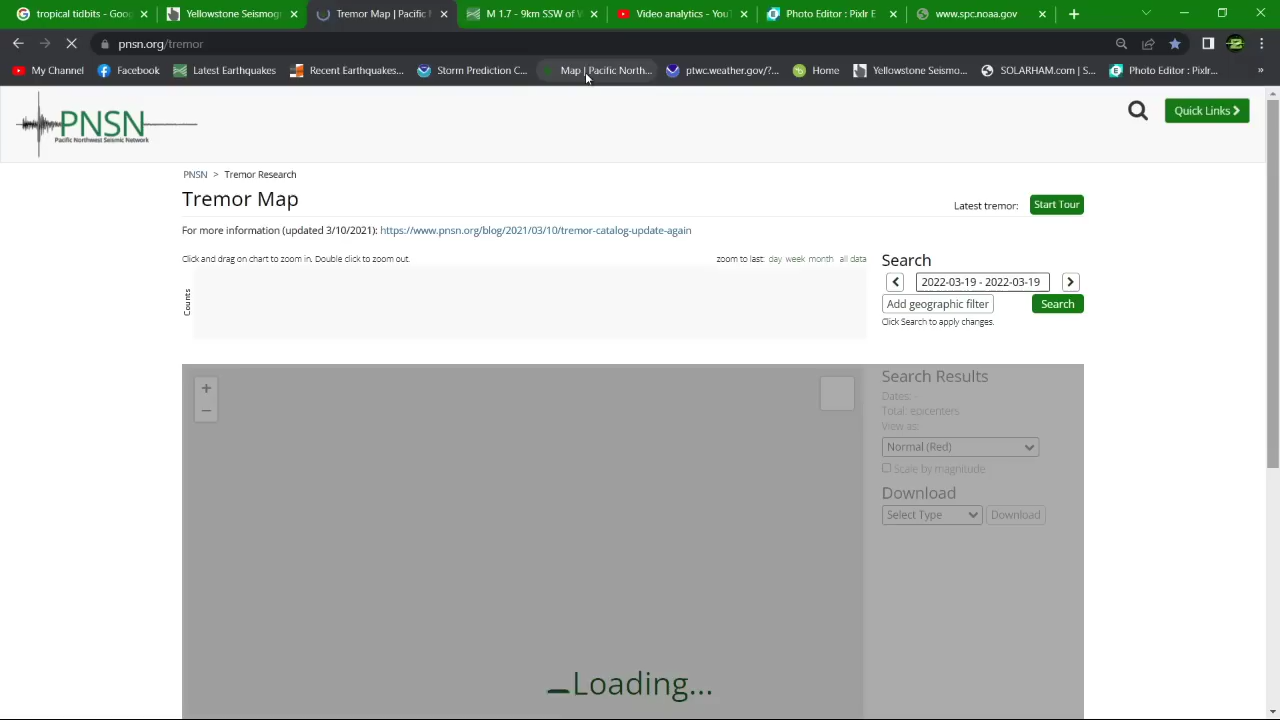 tidbits - Googl
YouTube Studio
Tremor Map | Pacific
M 1.7 - 9km SSW of
Video analytics - You
Photo Editor : Pixlr E
www.spc.noaa.gov
pnsn.org/tremor
My Channel
Facebook
Latest Earthquakes
Recent Earthquakes...
Storm Prediction C...
Map | Pacific North...
ptwc.weather.gov/?...
Home
Yellowstone Seismo...
SOLARHAM.com | S...
Photo Editor : Pixlr...
»
PNSN
Pacific Northwest Seismic Network
Quick Links
PNSN > Tremor Research
Tremor Map
Latest tremor:
Start Tour
For more information (updated 3/10/2021): https://www.pnsn.org/blog/2021/03/10/tremor-catalog-update-again
Click and drag on chart to zoom in. Double click to zoom out.
zoom to last: day week month all data
Counts
Search
2022-03-19 - 2022-03-19
Add geographic filter
Search
Click Search to apply changes.
+
−
Search Results
Dates: -
Total: epicenters
View as:
Normal (Red)
Scale by magnitude
Download
Select Type
Download
Loading...